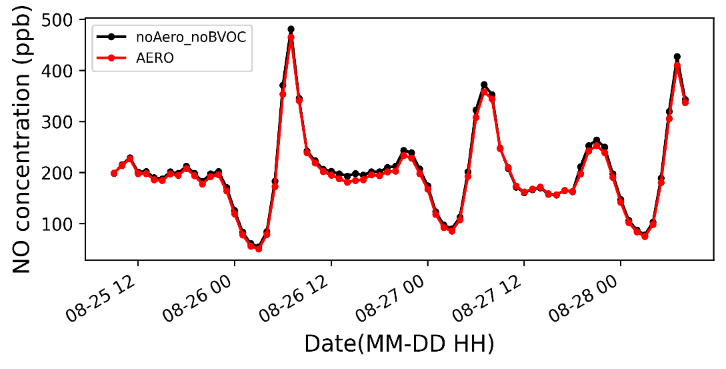 500
400
300
200
100
NO concentration (ppb)
noAero_noBVOC
AERO
08-25 12
08-26 00
08-26 12
08-27 00
08-27 12
08-28 00
Date(MM-DD HH)